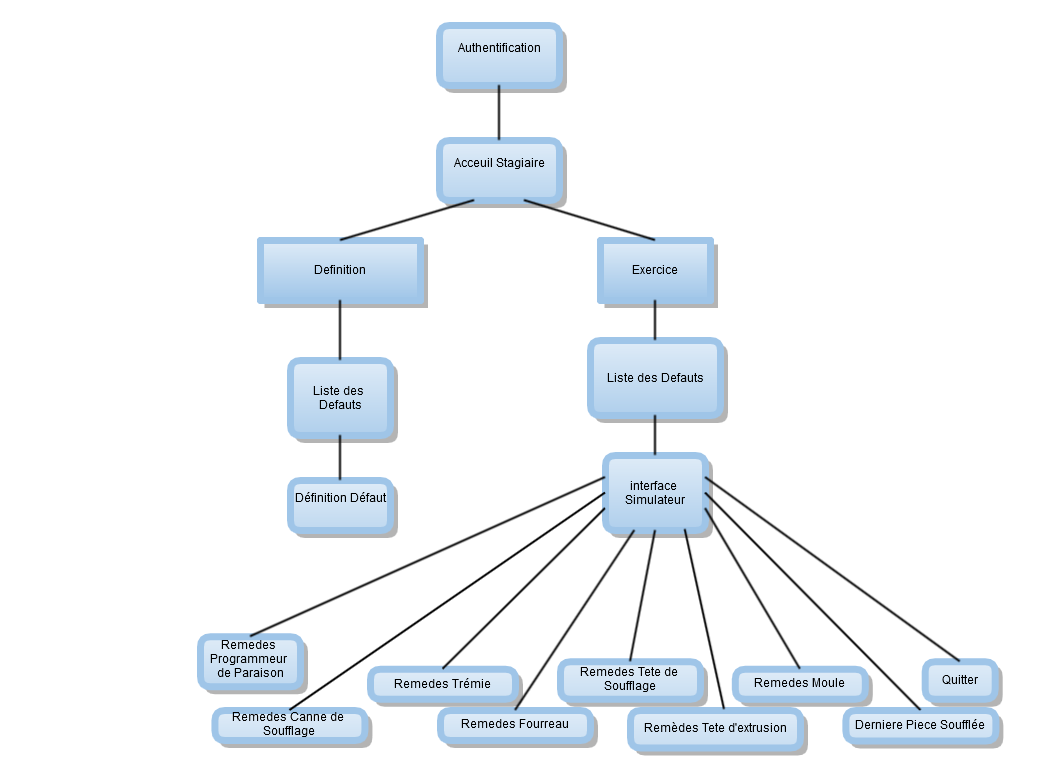 Authentification
Acceuil Stagiaire
Definition
Exercice
Liste des
Defauts
Liste des Defauts
Définition Défaut
interface
Simulateur
Remedes
Programmeur
de Paraison
Remedes Trémie
Remedes Tete de
Soufflage
Remedes Moule
Quitter
Remedes Canne de
Soufflage
Remedes Fourreau
Remèdes Tete d'extrusion
Derniere Piece Soufflée